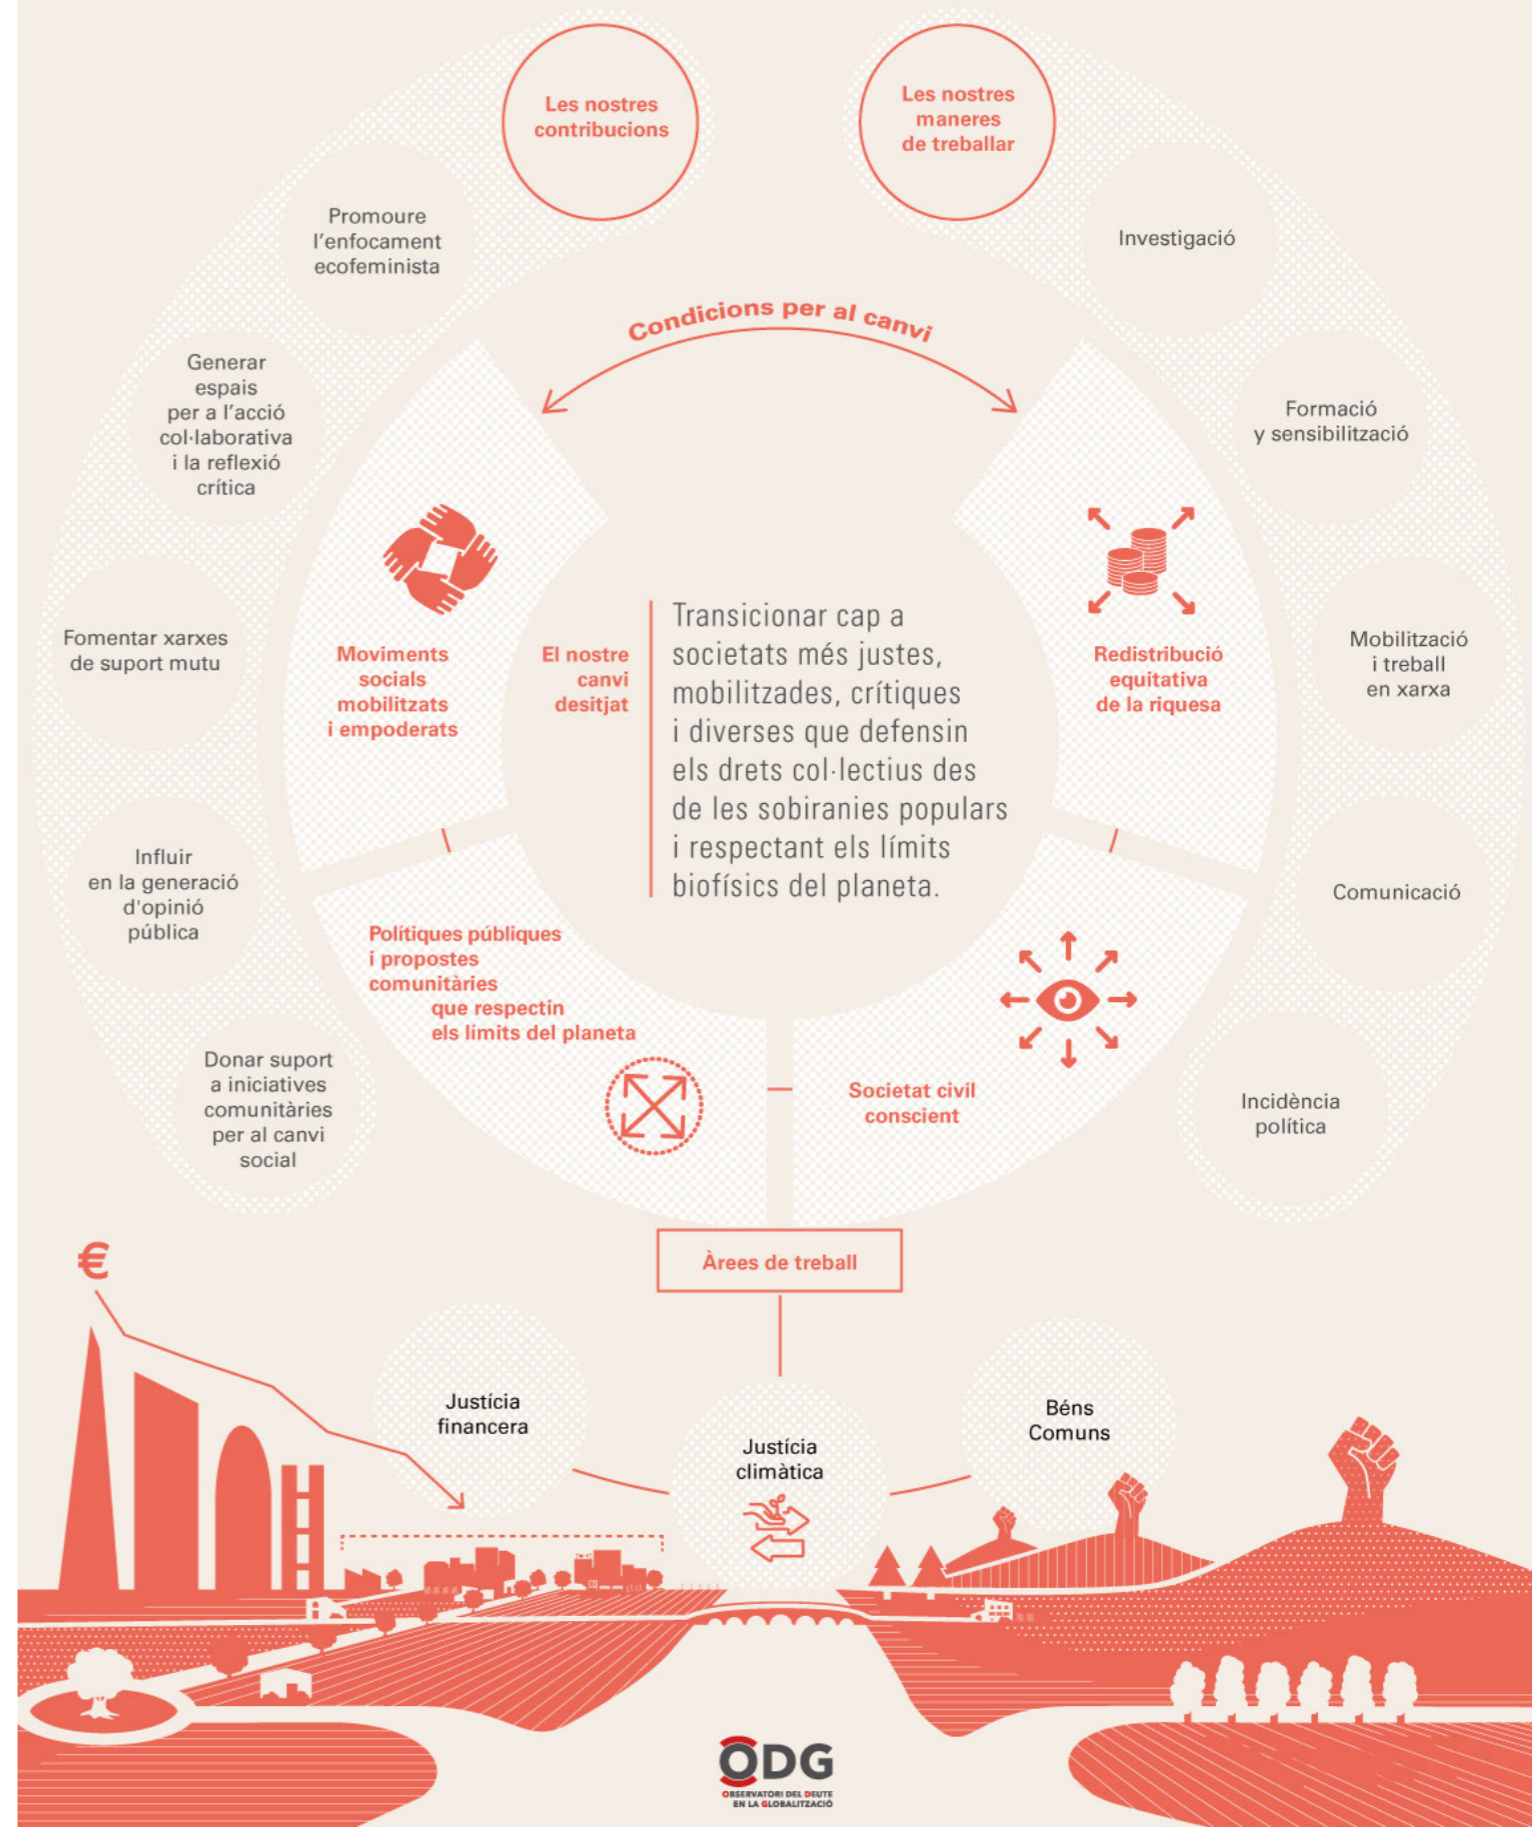 Les nostres
contribucions
Les nostres
maneres
de treballar
Promoure
l'enfocament
ecofeminista
Generar
espais
per a l'acció
col·laborativa
i la reflexió
crítica
Fomentar xarxes
de suport mutu
Influir
en la generació
d'opinió
pública
Donar suport
a iniciatives
comunitàries
per al canvi
social
Investigació
Formació
y sensibilització
Mobilització
i treball
en xarxa
Comunicació
Incidència
política
Condicions per al canvi
Moviments
socials
mobilitzats
i empoderats
El nostre
canvi
desitjat
Transicionar cap a
societats més justes,
mobilitzades, crítiques
i diverses que defensin
els drets col·lectius des
de les sobiranies populars
i respectant els límits
biofísics del planeta.
Redistribució
equitativa
de la riquesa
Polítiques públiques
i propostes
comunitàries
que respectin
els límits del planeta
Societat civil
conscient
Àrees de treball
€
Justícia
financera
Justícia
climàtica
Béns
Comuns
ODG
OBSERVATORI DEL DEUTE
EN LA GLOBALITZACIÓ